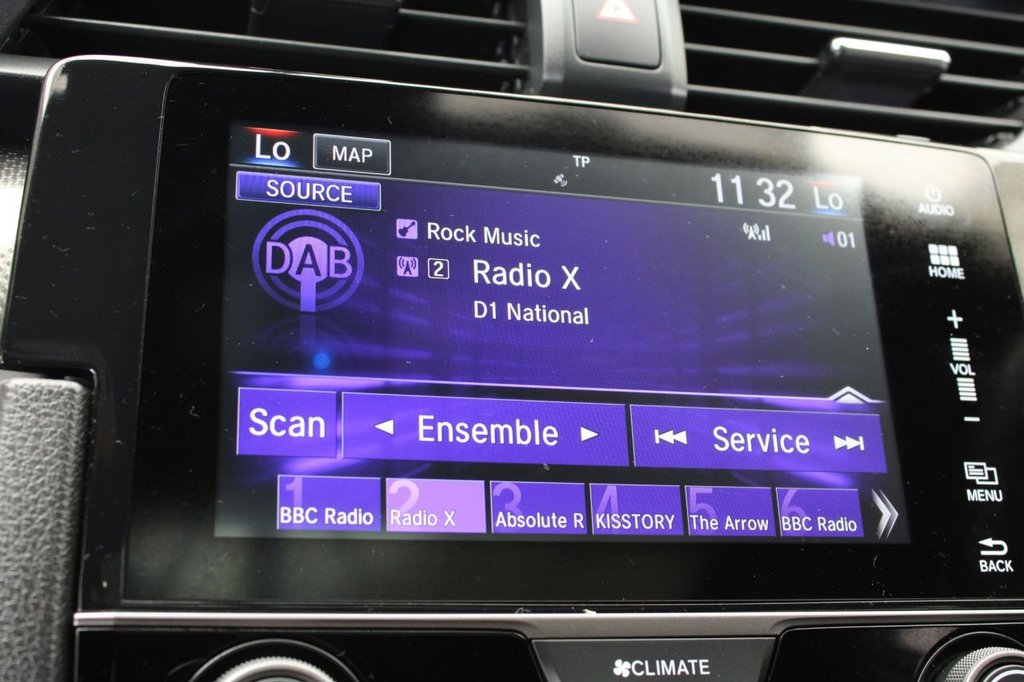 Lo MAP TP 11 32 Lo
AUDIO
SOURCE
DAB
Rock Music 01
2 Radio X
D1 National
HOME
+
VOL
−
Scan ◄ Ensemble ► Service
1 2 3 4 5 6
BBC Radio Radio X Absolute R KISSTORY The Arrow BBC Radio
MENU
BACK
CLIMATE